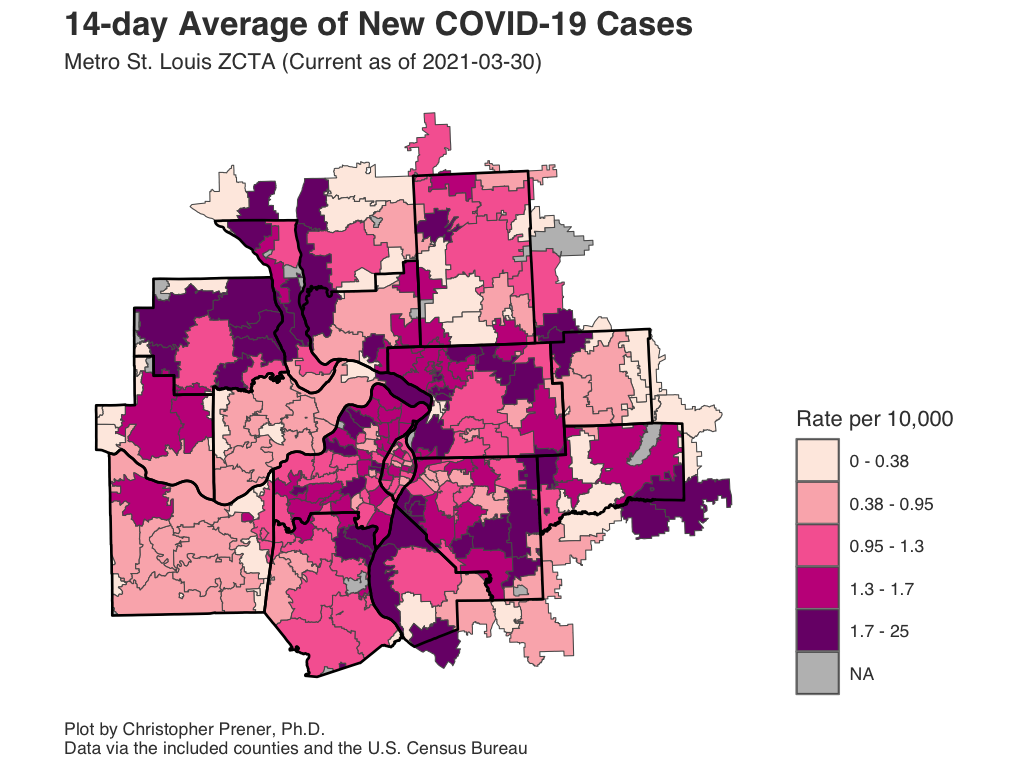 14-day Average of New COVID-19 Cases
Metro St. Louis ZCTA (Current as of 2021-03-30)
Rate per 10,000
0 - 0.38
0.38 - 0.95
0.95 - 1.3
1.3 - 1.7
1.7 - 25
NA
Plot by Christopher Prener, Ph.D.
Data via the included counties and the U.S. Census Bureau